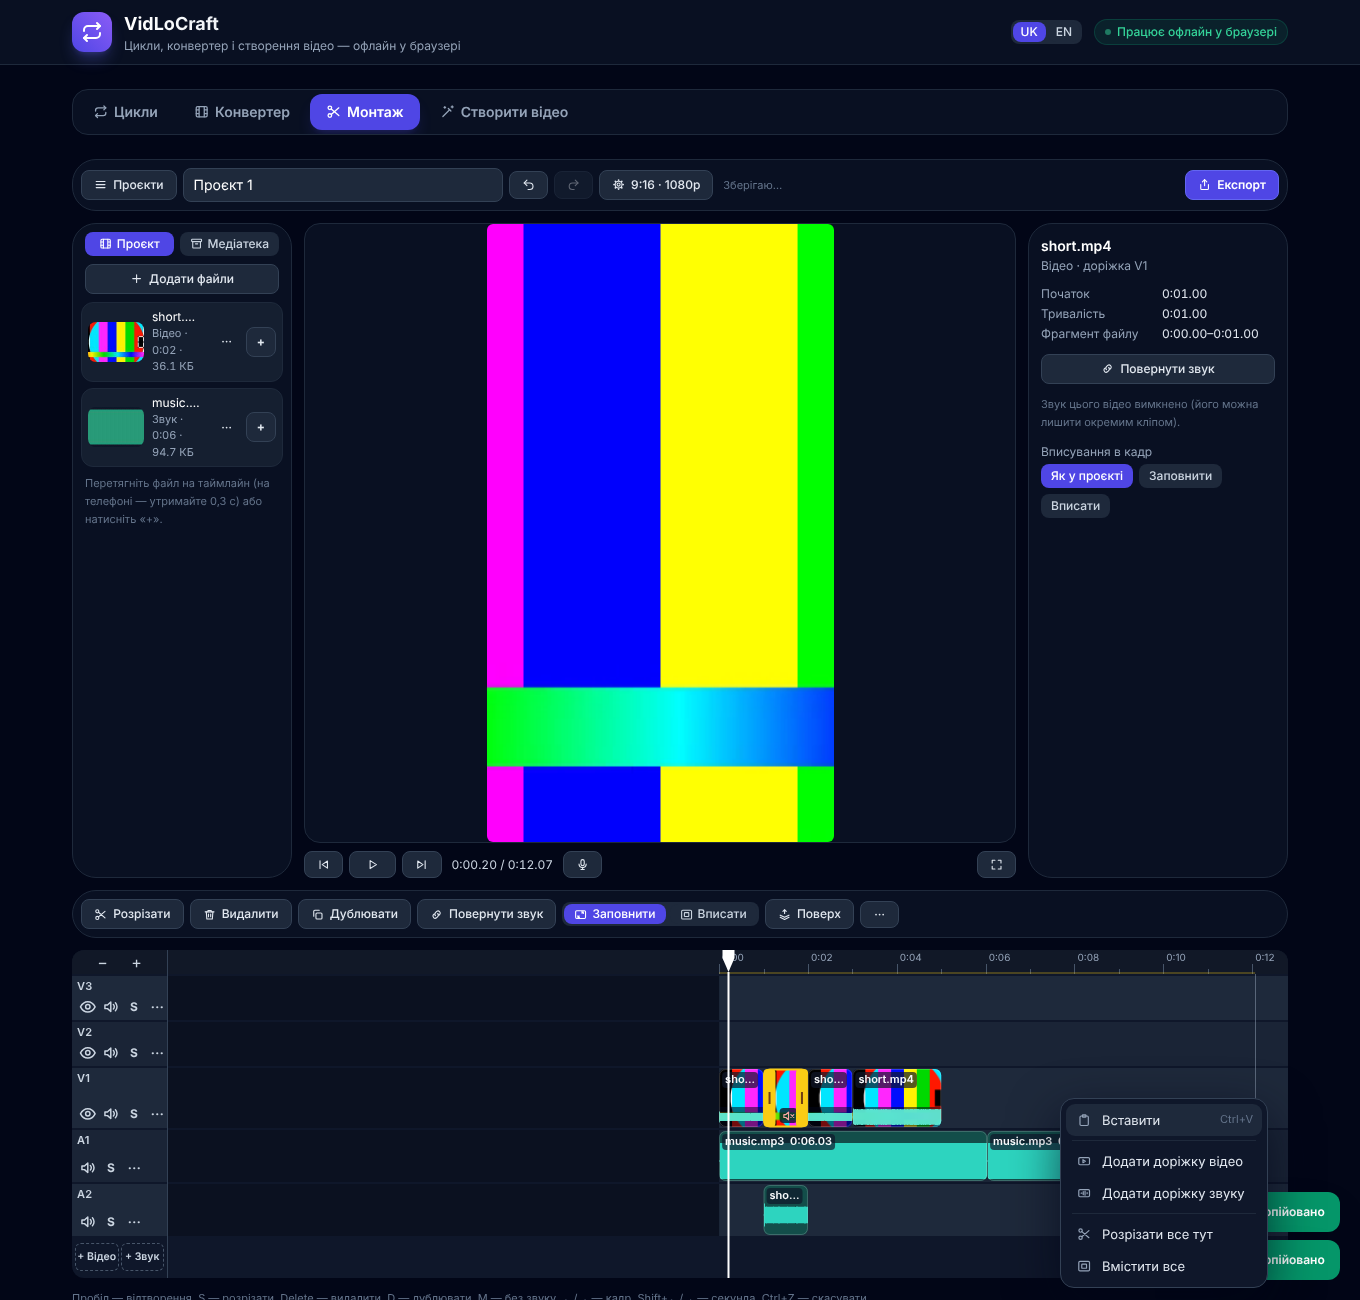 VidLoCraft
Цикли, конвертер і створення відео — офлайн у браузері
UK EN
Працює офлайн у браузері
Цикли
Конвертер
Монтаж
Створити відео
Проєкти
Проєкт 1
9:16 · 1080p
Зберігаю…
Експорт
Проєкт
Медіатека
Додати файли
short....
Відео ·
0:02 ·
36.1 КБ
music....
Звук ·
0:06 ·
94.7 КБ
Перетягніть файл на таймлайн (на
телефоні — утримайте 0,3 с) або
натисніть «+».
short.mp4
Відео · доріжка V1
Початок 0:01.00
Тривалість 0:01.00
Фрагмент файлу 0:00.00–0:01.00
Повернути звук
Звук цього відео вимкнено (його можна
лишити окремим кліпом).
Вписування в кадр
Як у проєкті
Заповнити
Вписати
0:00.20 / 0:12.07
Розрізати
Видалити
Дублювати
Повернути звук
Заповнити
Вписати
Поверх
0:02 0:04 0:06 0:08 0:10 0:12
V3
S
V2
S
V1
sho... sho... short.mp4
S
A1
music.mp3 0:06.03 music.mp3
S
A2
sho...
S
+ Відео + Звук
Вставити Ctrl+V
Додати доріжку відео
Додати доріжку звуку
Розрізати все тут
Вмістити все